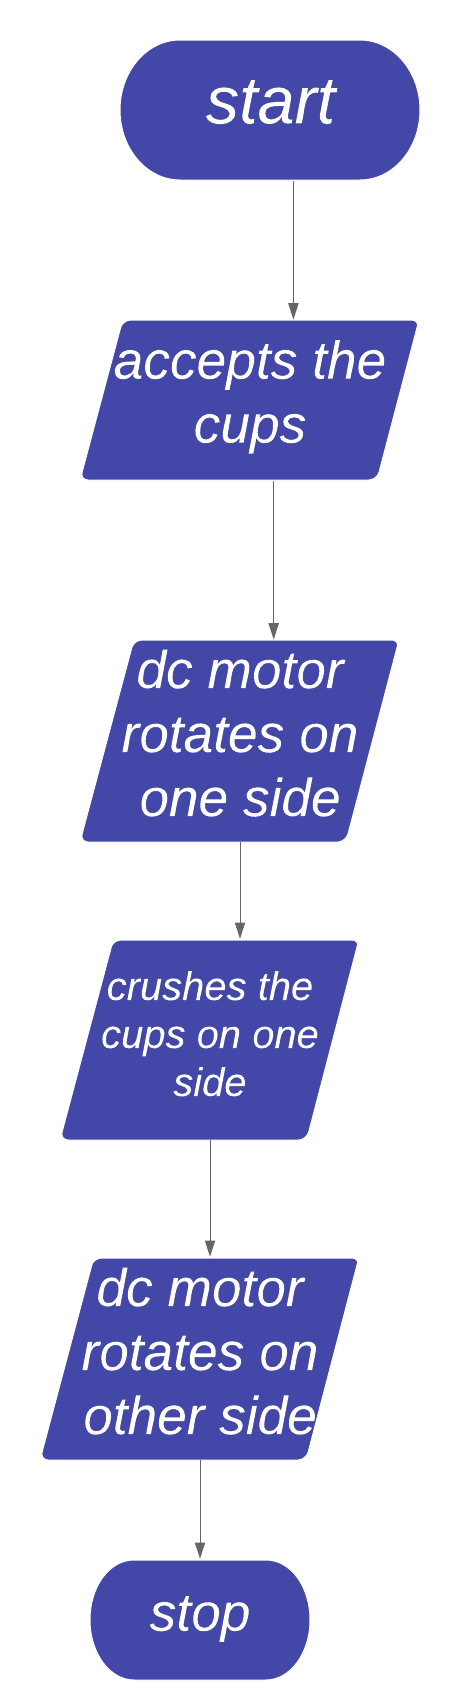 start
accepts the
cups
dc motor
rotates on
one side
crushes the
cups on one
side
dc motor
rotates on
other side
stop